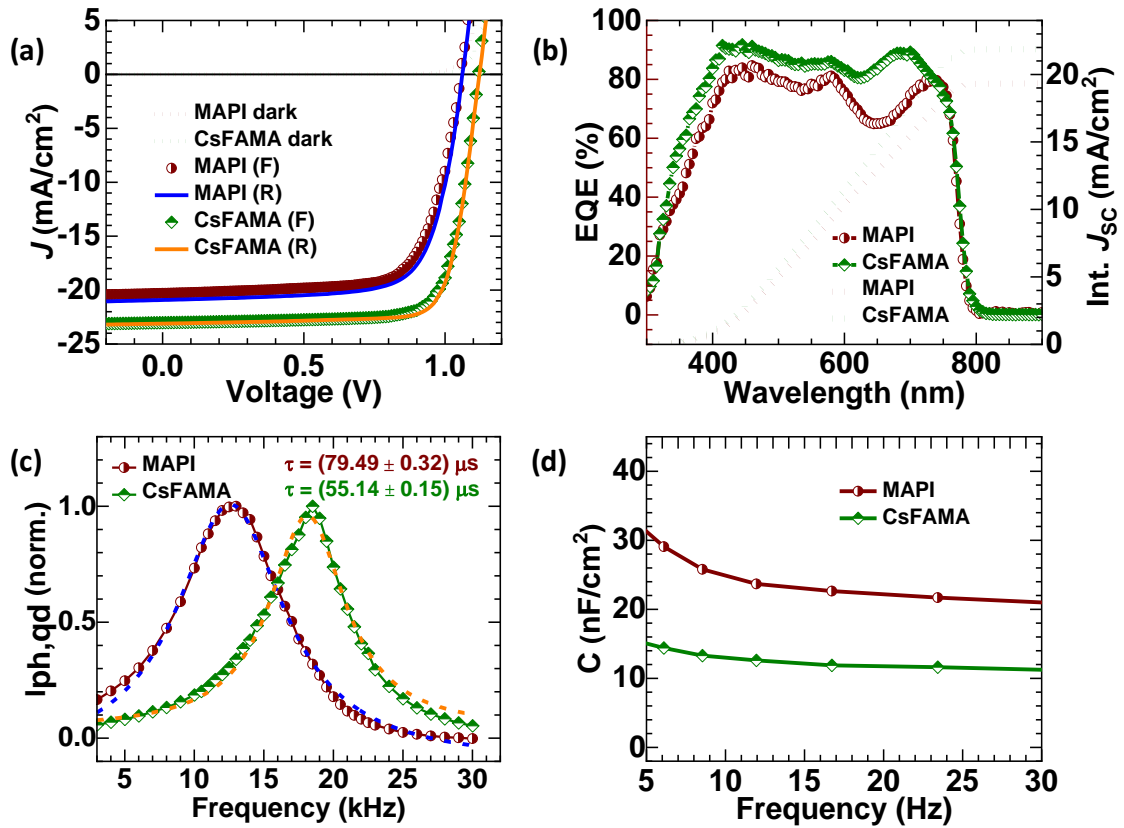 (a)
5
0
-5
-10
-15
-20
-25
J (mA/cm²)
MAPI dark
CsFAMA dark
MAPI (F)
MAPI (R)
CsFAMA (F)
CsFAMA (R)
0.0 0.5 1.0
Voltage (V)
(b)
100
80
60
40
20
0
EQE (%)
MAPI
CsFAMA
MAPI
CsFAMA
20
15
10
5
0
Int. JSC (mA/cm²)
400 600 800
Wavelength (nm)
(c)
MAPI
CsFAMA
τ = (79.49 ± 0.32) μs
τ = (55.14 ± 0.15) μs
1.0
0.5
0.0
Iph,qd (norm.)
5 10 15 20 25 30
Frequency (kHz)
(d)
40
30
20
10
0
C (nF/cm²)
MAPI
CsFAMA
5 10 15 20 25 30
Frequency (Hz)